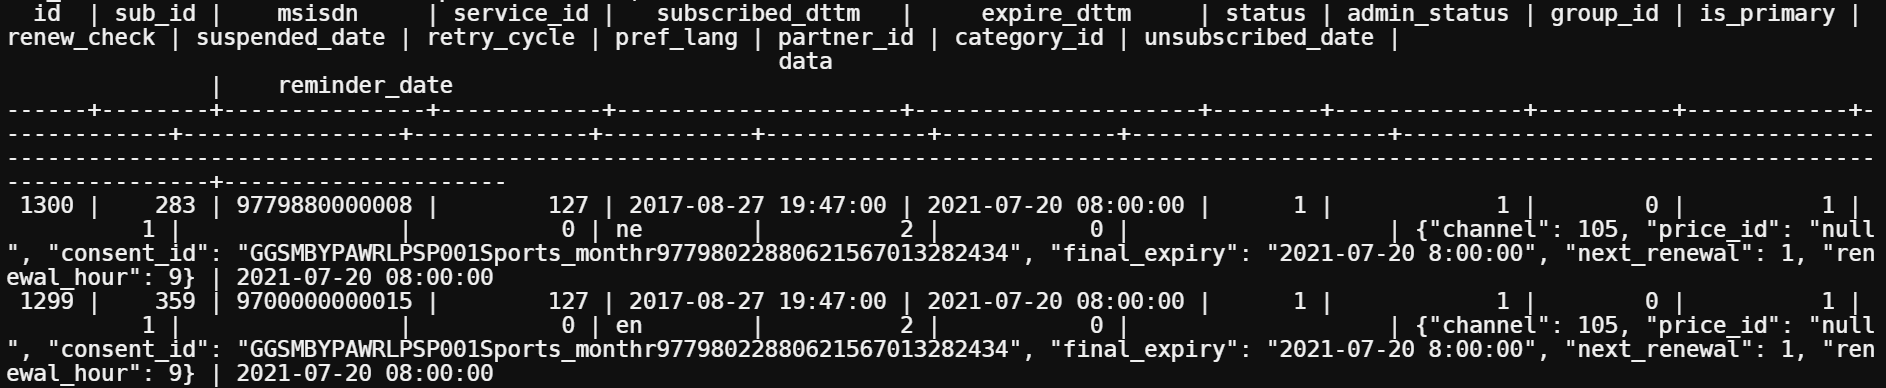 id | sub_id | msisdn | service_id | subscribed_dttm | expire_dttm | status | admin_status | group_id | is_primary |
renew_check | suspended_date | retry_cycle | pref_lang | partner_id | category_id | unsubscribed_date |
data
| reminder_date
------+--------+---------------+------------+---------------------+---------------------+--------+--------------+----------+------------+-
------------+----------------+-------------+-----------+------------+-------------+-------------------+-----------------------------------
------------------------------------------------------------------------------------------------------------------------------------------
---------------+---------------------
1300 | 283 | 9779880000008 | 127 | 2017-08-27 19:47:00 | 2021-07-20 08:00:00 | 1 | 1 | 0 | 1 |
1 | | 0 | ne | 2 | 0 | | {"channel": 105, "price_id": "null
", "consent_id": "GGSMBYPAWRLPSP001Sports_monthr97798022880621567013282434", "final_expiry": "2021-07-20 8:00:00", "next_renewal": 1, "ren
ewal_hour": 9} | 2021-07-20 08:00:00
1299 | 359 | 9700000000015 | 127 | 2017-08-27 19:47:00 | 2021-07-20 08:00:00 | 1 | 1 | 0 | 1 |
1 | | 0 | en | 2 | 0 | | {"channel": 105, "price_id": "null
", "consent_id": "GGSMBYPAWRLPSP001Sports_monthr97798022880621567013282434", "final_expiry": "2021-07-20 8:00:00", "next_renewal": 1, "ren
ewal_hour": 9} | 2021-07-20 08:00:00